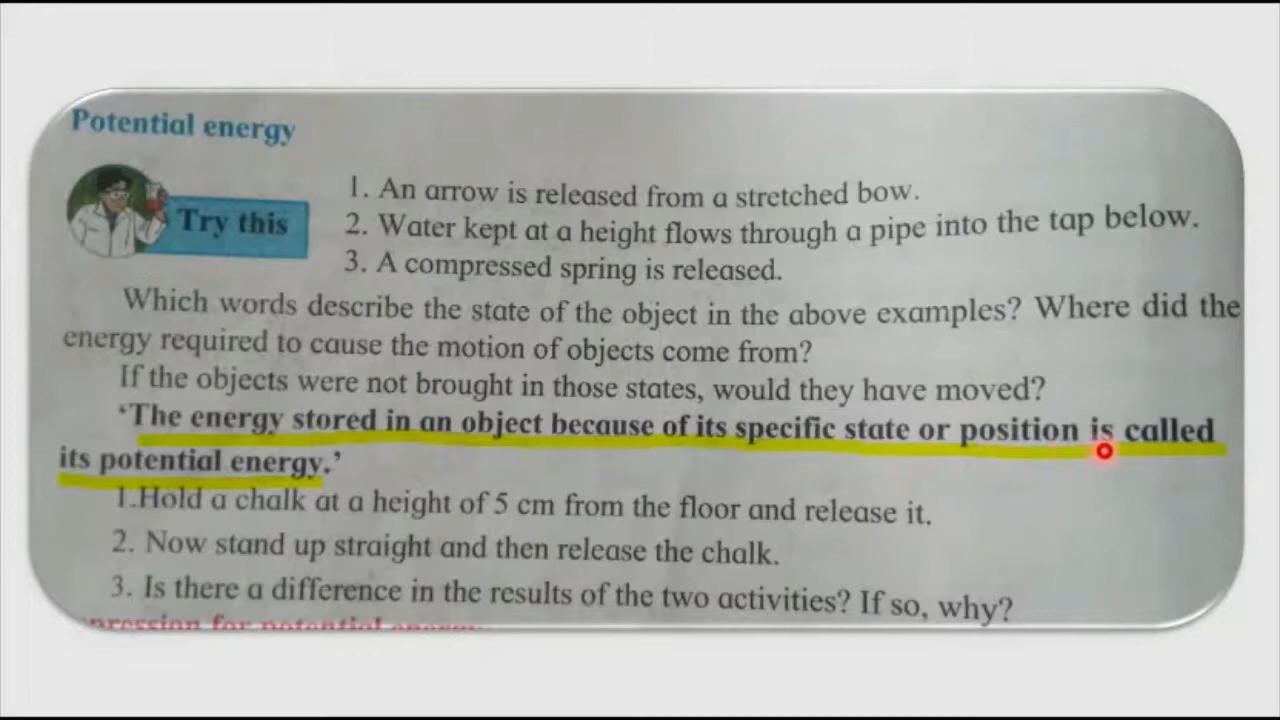 Potential energy
Try this
1. An arrow is released from a stretched bow.
2. Water kept at a height flows through a pipe into the tap below.
3. A compressed spring is released.
Which words describe the state of the object in the above examples? Where did the
energy required to cause the motion of objects come from?
If the objects were not brought in those states, would they have moved?
‘The energy stored in an object because of its specific state or position is called
its potential energy.’
1.Hold a chalk at a height of 5 cm from the floor and release it.
2. Now stand up straight and then release the chalk.
3. Is there a difference in the results of the two activities? If so, why?
for potential